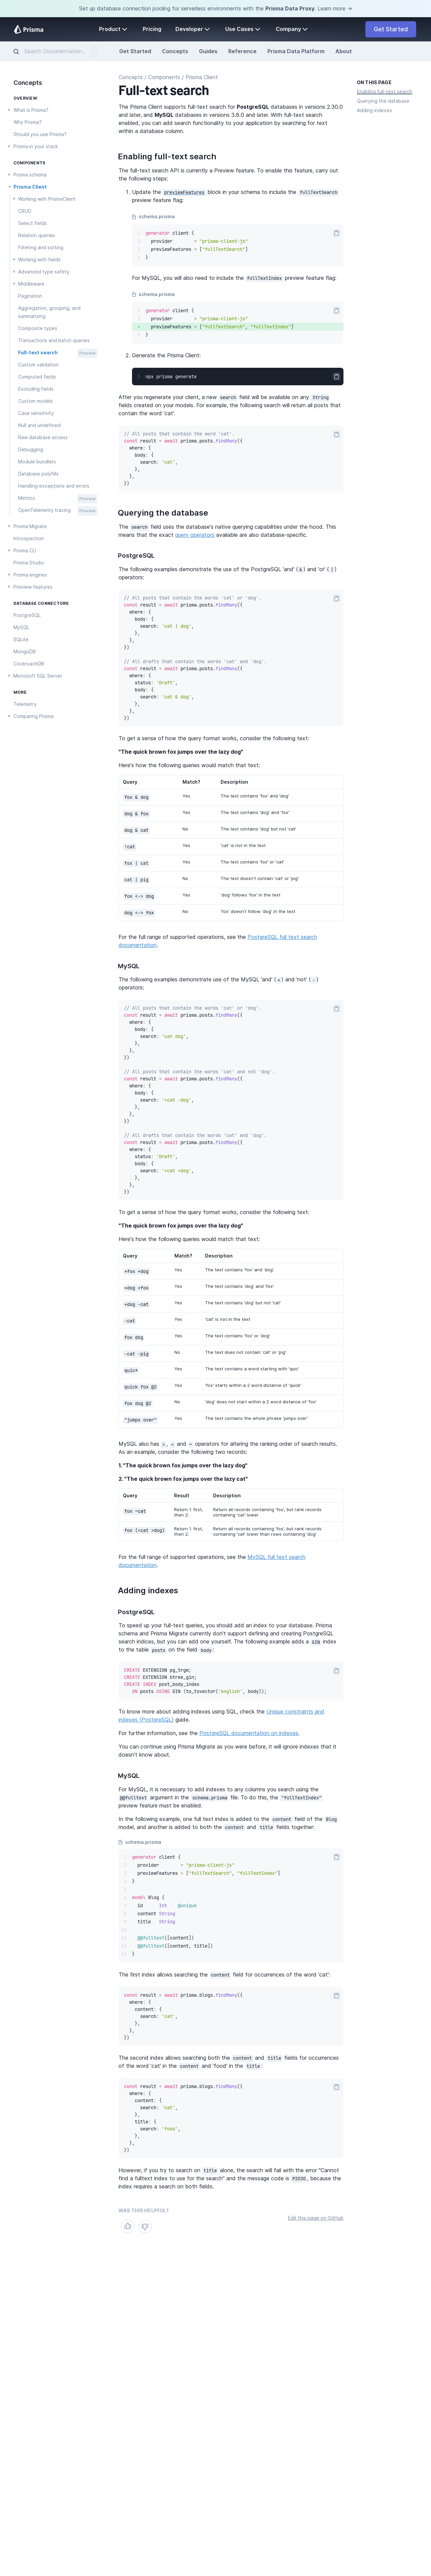 Set up database connection pooling for serverless environments with the Prisma Data Proxy. Learn more →
Prisma
Product
Pricing
Developer
Use Cases
Company
Get Started
Search Documentation...
Get Started
Concepts
Guides
Reference
Prisma Data Platform
About
Concepts
OVERVIEW
What is Prisma?
Why Prisma?
Should you use Prisma?
Prisma in your stack
COMPONENTS
Prisma schema
Prisma Client
Working with PrismaClient
CRUD
Select fields
Relation queries
Filtering and sorting
Working with fields
Advanced type safety
Middleware
Pagination
Aggregation, grouping, and
summarizing
Composite types
Transactions and batch queries
Full-text search
Preview
Custom validation
Computed fields
Excluding fields
Custom models
Case sensitivity
Null and undefined
Raw database access
Debugging
Module bundlers
Database polyfills
Handling exceptions and errors
Metrics
Preview
OpenTelemetry tracing
Preview
Prisma Migrate
Introspection
Prisma CLI
Prisma Studio
Prisma engines
Preview features
DATABASE CONNECTORS
PostgreSQL
MySQL
SQLite
MongoDB
CockroachDB
Microsoft SQL Server
MORE
Telemetry
Comparing Prisma
Concepts / Components / Prisma Client
Full-text search
The Prisma Client supports full-text search for PostgreSQL databases in versions 2.30.0
and later, and MySQL databases in versions 3.8.0 and later. With full-text search
enabled, you can add search functionality to your application by searching for text
within a database column.
Enabling full-text search
The full-text search API is currently a Preview feature. To enable this feature, carry out
the following steps:
1. Update the previewFeatures block in your schema to include the fullTextSearch
preview feature flag:
schema.prisma
1 generator client {
2 provider = "prisma-client-js"
3 previewFeatures = ["fullTextSearch"]
4 }
For MySQL, you will also need to include the fullTextIndex preview feature flag:
schema.prisma
generator client {
provider = "prisma-client-js"
previewFeatures = ["fullTextSearch", "fullTextIndex"]
}
2. Generate the Prisma Client:
npx prisma generate
After you regenerate your client, a new search field will be available on any String
fields created on your models. For example, the following search will return all posts that
contain the word 'cat'.
// All posts that contain the word 'cat'.
const result = await prisma.posts.findMany({
where: {
body: {
search: 'cat',
},
},
})
Querying the database
The search field uses the database's native querying capabilities under the hood. This
means that the exact query operators available are also database-specific.
PostgreSQL
The following examples demonstrate the use of the PostgreSQL 'and' (&) and 'or' (|)
operators:
// All posts that contain the words 'cat' or 'dog'.
const result = await prisma.posts.findMany({
where: {
body: {
search: 'cat | dog',
},
},
})
// All drafts that contain the words 'cat' and 'dog'.
const result = await prisma.posts.findMany({
where: {
status: 'Draft',
body: {
search: 'cat & dog',
},
},
})
To get a sense of how the query format works, consider the following text:
"The quick brown fox jumps over the lazy dog"
Here's how the following queries would match that text:
Query Match? Description
fox & dog Yes The text contains 'fox' and 'dog'
dog & fox Yes The text contains 'dog' and 'fox'
dog & cat No The text contains 'dog' but not 'cat'
!cat Yes 'cat' is not in the text
fox | cat Yes The text contains 'fox' or 'cat'
cat | pig No The text doesn't contain 'cat' or 'pig'
fox <-> dog Yes 'dog' follows 'fox' in the text
dog <-> fox No 'fox' doesn't follow 'dog' in the text
For the full range of supported operations, see the PostgreSQL full text search
documentation.
MySQL
The following examples demonstrate use of the MySQL 'and' (+) and 'not' (-)
operators:
// All posts that contain the words 'cat' or 'dog'.
const result = await prisma.posts.findMany({
where: {
body: {
search: 'cat dog',
},
},
})
// All posts that contain the words 'cat' and not 'dog'.
const result = await prisma.posts.findMany({
where: {
body: {
search: '+cat -dog',
},
},
})
// All drafts that contain the words 'cat' and 'dog'.
const result = await prisma.posts.findMany({
where: {
status: 'Draft',
body: {
search: '+cat +dog',
},
},
})
To get a sense of how the query format works, consider the following text:
"The quick brown fox jumps over the lazy dog"
Here's how the following queries would match that text:
Query Match? Description
+fox +dog Yes The text contains 'fox' and 'dog'
+dog +fox Yes The text contains 'dog' and 'fox'
+dog -cat Yes The text contains 'dog' but not 'cat'
-cat Yes 'cat' is not in the text
fox dog Yes The text contains 'fox' or 'dog'
-cat -pig No The text does not contain 'cat' or 'pig'
quic* Yes The text contains a word starting with 'quic'
quick fox @2 Yes 'fox' starts within a 2 word distance of 'quick'
fox dog @2 No 'dog' does not start within a 2 word distance of 'fox'
"jumps over" Yes The text contains the whole phrase 'jumps over'
MySQL also has >, < and ~ operators for altering the ranking order of search results.
As an example, consider the following two records:
1. "The quick brown fox jumps over the lazy dog"
2. "The quick brown fox jumps over the lazy cat"
Query Result Description
fox ~cat Return 1. first, Return all records containing 'fox', but rank records
then 2. containing 'cat' lower
fox (<cat >dog) Return 1. first, Return all records containing 'fox', but rank records
then 2. containing 'cat' lower than rows containing 'dog'
For the full range of supported operations, see the MySQL full text search
documentation.
Adding indexes
PostgreSQL
To speed up your full-text queries, you should add an index to your database. Prisma
schema and Prisma Migrate currently don't support defining and creating PostgreSQL
search indices, but you can add one yourself. The following example adds a GIN index
to the table posts on the field body:
CREATE EXTENSION pg_trgm;
CREATE EXTENSION btree_gin;
CREATE INDEX post_body_index
ON posts USING GIN (to_tsvector('english', body));
To know more about adding indexes using SQL, check the Unique constraints and
indexes (PostgreSQL) guide.
For further information, see the PostgreSQL documentation on indexes.
You can continue using Prisma Migrate as you were before, it will ignore indexes that it
doesn't know about.
MySQL
For MySQL, it is necessary to add indexes to any columns you search using the
@@fulltext argument in the schema.prisma file. To do this, the "fullTextIndex"
preview feature must be enabled.
In the following example, one full text index is added to the content field of the Blog
model, and another is added to both the content and title fields together:
schema.prisma
1 generator client {
2 provider = "prisma-client-js"
3 previewFeatures = ["fullTextSearch", "fullTextIndex"]
4 }
5
6 model Blog {
7 id Int @unique
8 content String
9 title String
10
11 @@fulltext([content])
12 @@fulltext([content, title])
13 }
The first index allows searching the content field for occurrences of the word 'cat':
const result = await prisma.blogs.findMany({
where: {
content: {
search: 'cat',
},
},
})
The second index allows searching both the content and title fields for occurrences
of the word 'cat' in the content and 'food' in the title:
const result = await prisma.blogs.findMany({
where: {
content: {
search: 'cat',
},
title: {
search: 'food',
},
},
})
However, if you try to search on title alone, the search will fail with the error "Cannot
find a fulltext index to use for the search" and the message code is P2030, because the
index requires a search on both fields.
WAS THIS HELPFUL?
Edit this page on GitHub
ON THIS PAGE
Enabling full-text search
Querying the database
Adding indexes